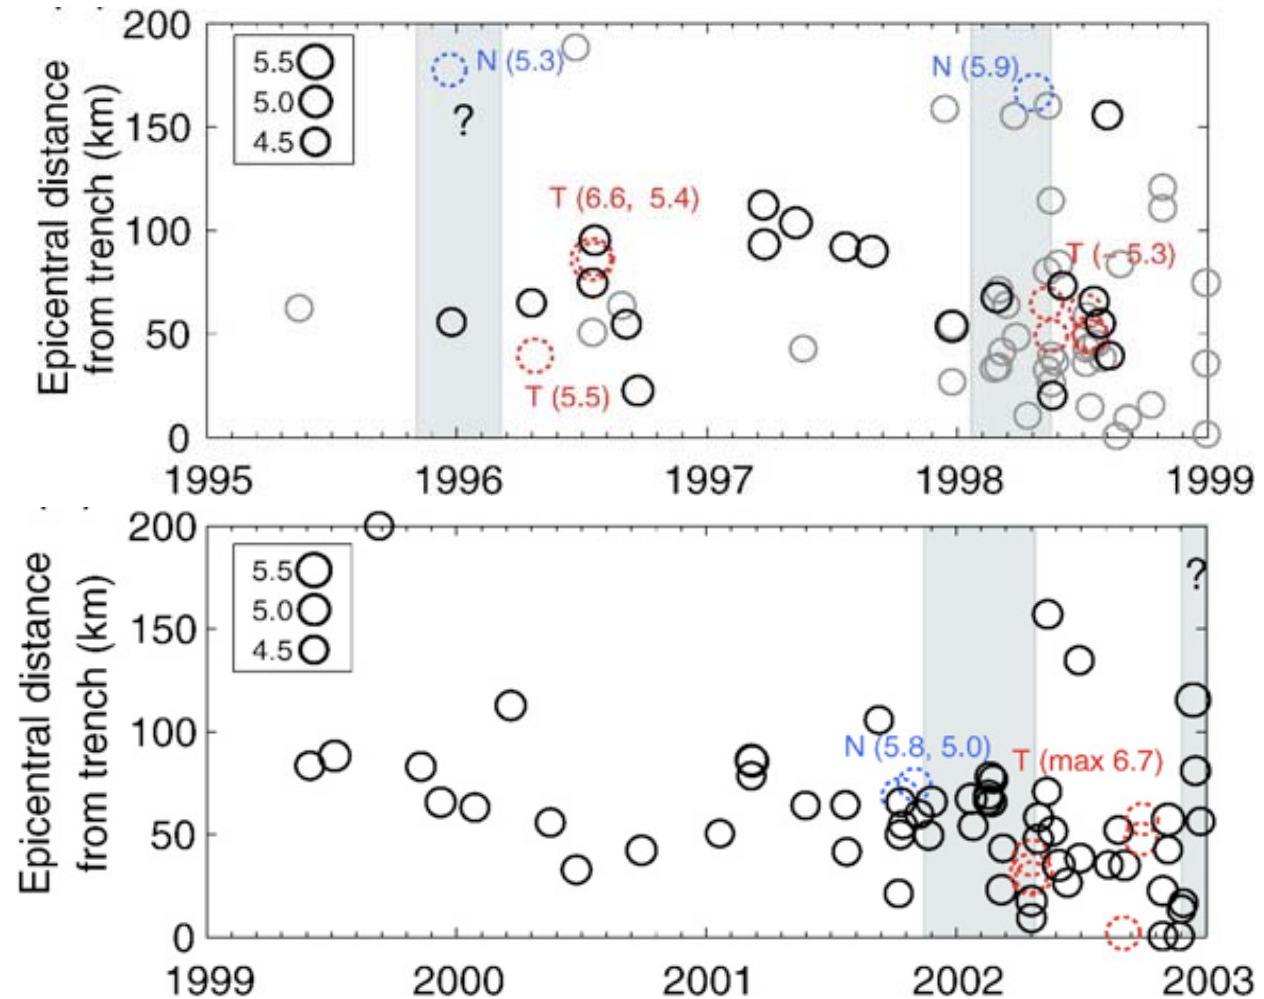 200
150
100
50
0
Epicentral distance
from trench (km)
5.5
5.0
4.5
N (5.3)
?
T (6.6, 5.4)
T (5.5)
N (5.9)
T (– 5.3)
1995 1996 1997 1998 1999
200
150
100
50
0
Epicentral distance
from trench (km)
5.5
5.0
4.5
?
N (5.8, 5.0)
T (max 6.7)
1999 2000 2001 2002 2003